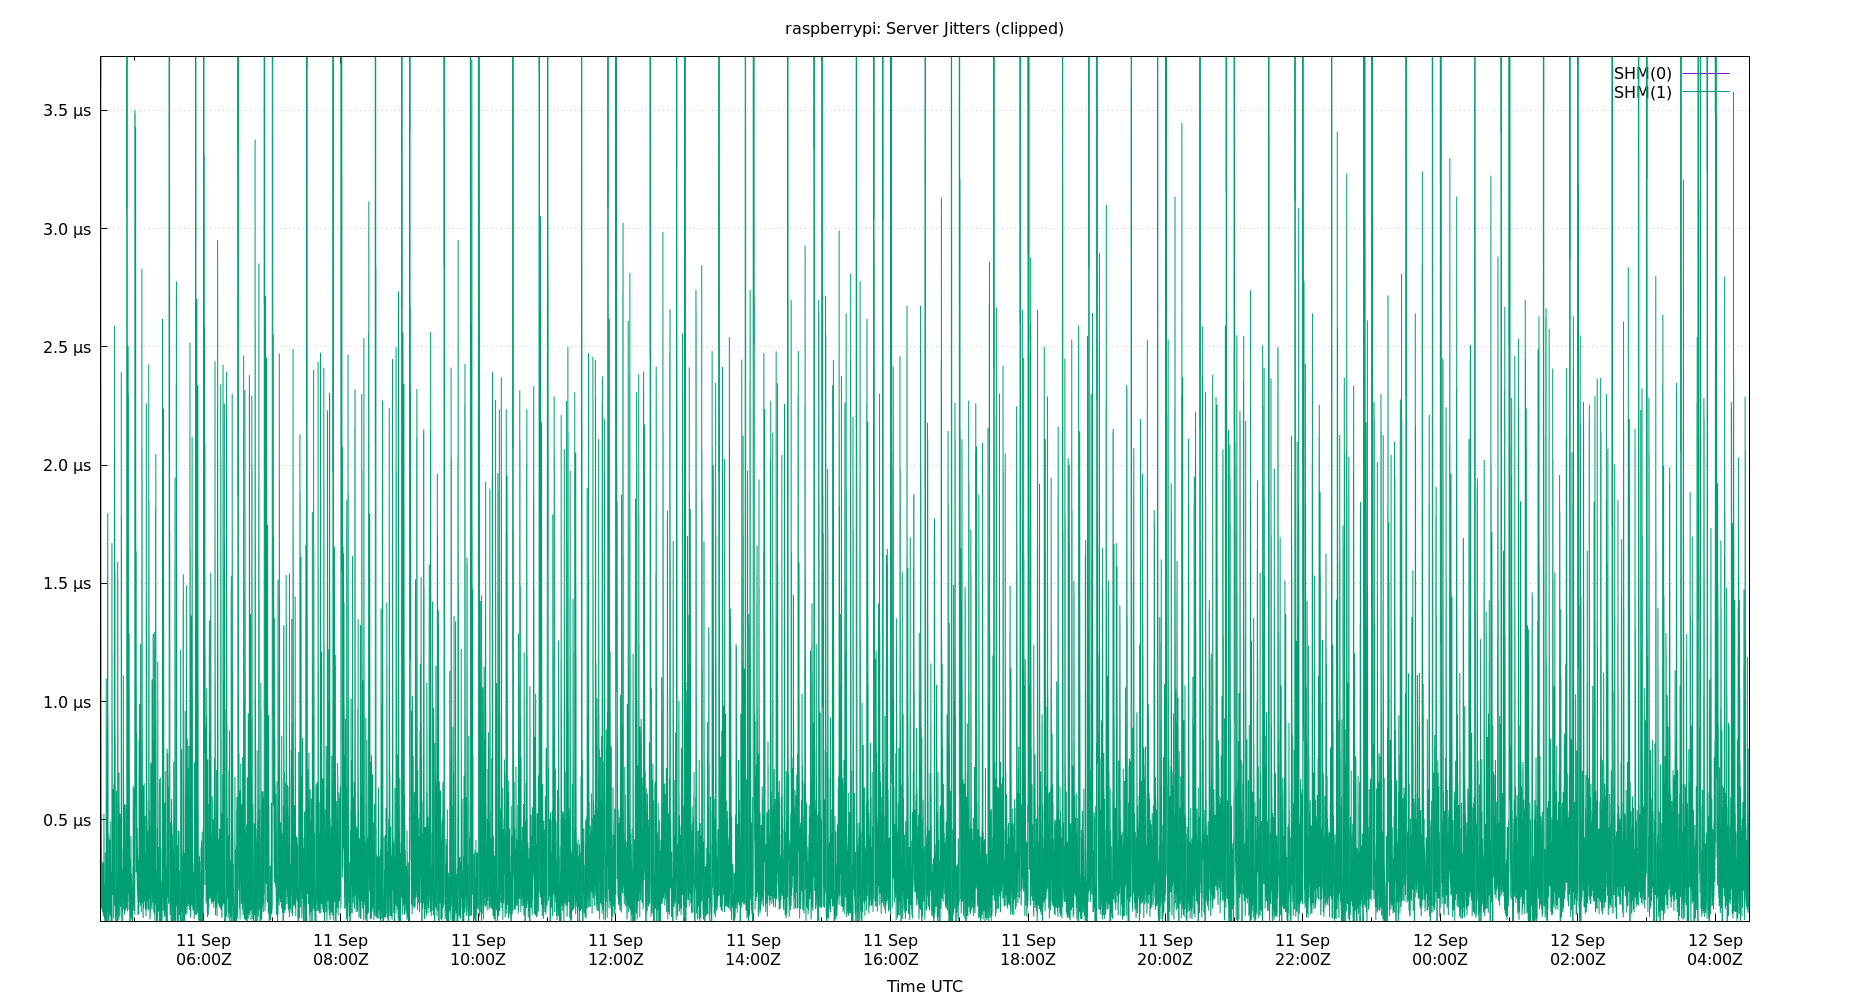 raspberrypi: Server Jitters (clipped)
SHM(0)
SHM(1)
3.5 µs
3.0 µs
2.5 µs
2.0 µs
1.5 µs
1.0 µs
0.5 µs
11 Sep 11 Sep 11 Sep 11 Sep 11 Sep 11 Sep 11 Sep 11 Sep 11 Sep 12 Sep 12 Sep 12 Sep
06:00Z 08:00Z 10:00Z 12:00Z 14:00Z 16:00Z 18:00Z 20:00Z 22:00Z 00:00Z 02:00Z 04:00Z
Time UTC